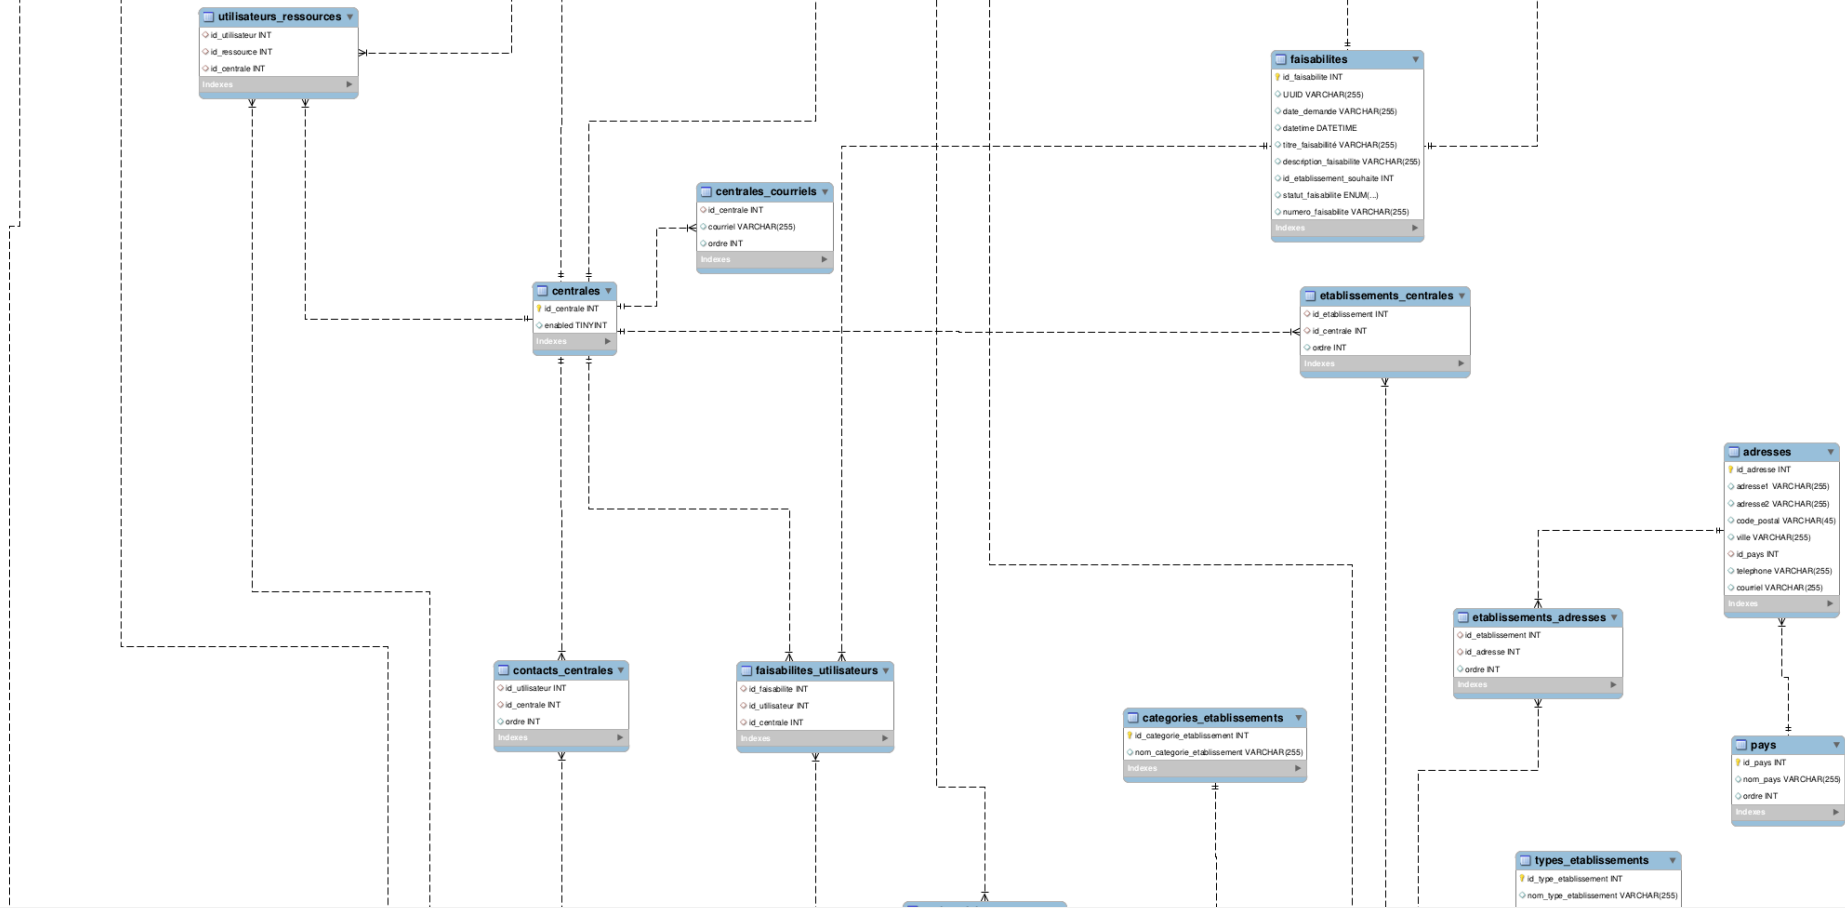 utilisateurs_ressources
id_utilisateur INT
id_ressource INT
id_centrale INT
Indexes
faisabilites
id_faisabilite INT
UUID VARCHAR(255)
date_demande VARCHAR(255)
datetime DATETIME
titre_faisabilité VARCHAR(255)
description_faisabilite VARCHAR(255)
id_etablissement_souhaite INT
statut_faisabilite ENUM(...)
numero_faisabilite VARCHAR(255)
Indexes
centrales_courriels
id_centrale INT
courriel VARCHAR(255)
ordre INT
Indexes
centrales
id_centrale INT
enabled TINYINT
Indexes
etablissements_centrales
id_etablissement INT
id_centrale INT
ordre INT
Indexes
adresses
id_adresse INT
adresse1 VARCHAR(255)
adresse2 VARCHAR(255)
code_postal VARCHAR(45)
ville VARCHAR(255)
id_pays INT
telephone VARCHAR(255)
courriel VARCHAR(255)
Indexes
etablissements_adresses
id_etablissement INT
id_adresse INT
ordre INT
Indexes
contacts_centrales
id_utilisateur INT
id_centrale INT
ordre INT
Indexes
faisabilites_utilisateurs
id_faisabilite INT
id_utilisateur INT
id_centrale INT
Indexes
categories_etablissements
id_categorie_etablissement INT
nom_categorie_etablissement VARCHAR(255)
Indexes
pays
id_pays INT
nom_pays VARCHAR(255)
ordre INT
Indexes
types_etablissements
id_type_etablissement INT
nom_type_etablissement VARCHAR(255)